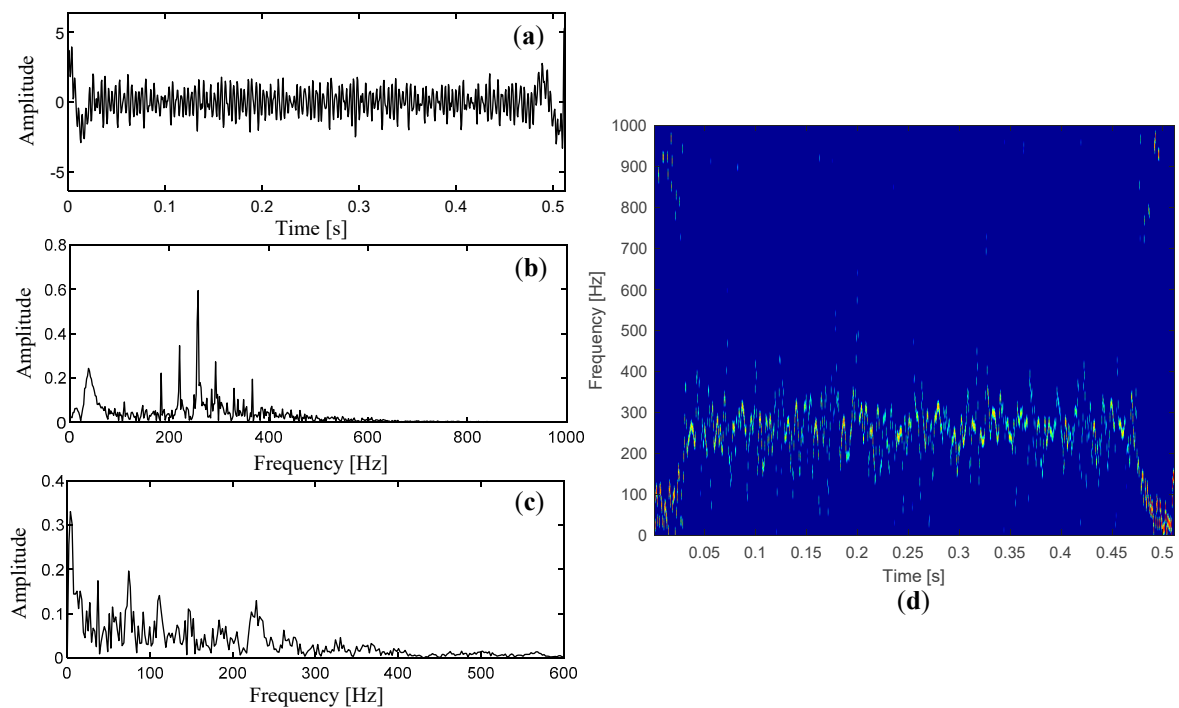 (a)
Amplitude
5
0
-5
0 0.1 0.2 0.3 0.4 0.5
Time [s]
(b)
Amplitude
0.8
0.6
0.4
0.2
0
0 200 400 600 800 1000
Frequency [Hz]
(c)
Amplitude
0.4
0.3
0.2
0.1
0
0 100 200 300 400 500 600
Frequency [Hz]
Frequency [Hz]
1000
900
800
700
600
500
400
300
200
100
0
0.05 0.1 0.15 0.2 0.25 0.3 0.35 0.4 0.45 0.5
Time [s]
(d)